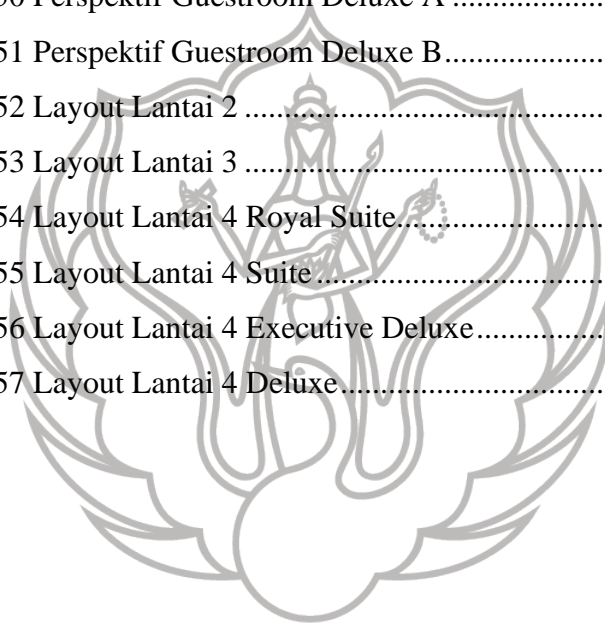 50 Perspektif Guestroom Deluxe A ....................
51 Perspektif Guestroom Deluxe B....................
52 Layout Lantai 2 ..............................................
53 Layout Lantai 3 ..............................................
54 Layout Lantai 4 Royal Suite..........................
55 Layout Lantai 4 Suite....................................
56 Layout Lantai 4 Executive Deluxe................
57 Layout Lantai 4 Deluxe.................................